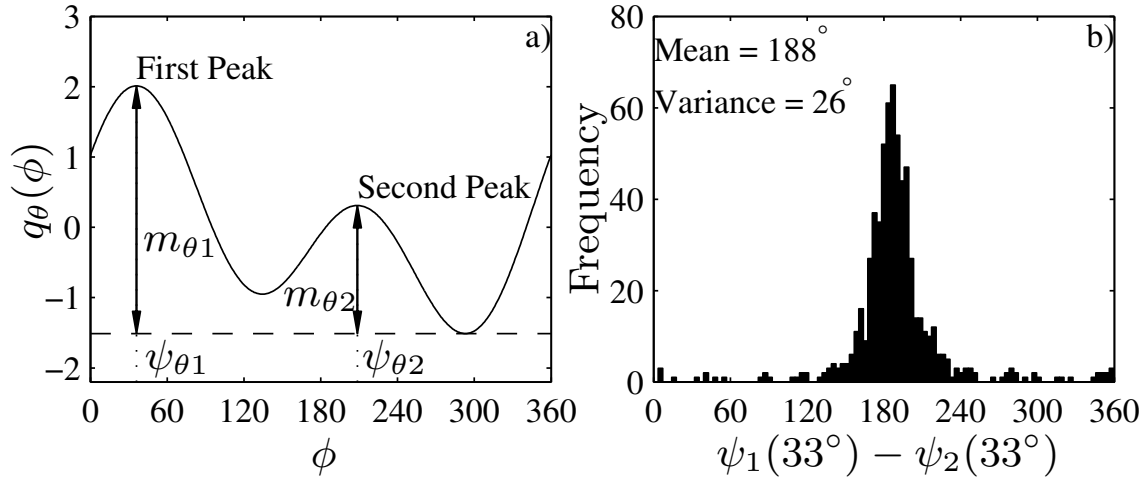 a)
First Peak
Second Peak
3
2
1
0
−1
−2
q_θ(ϕ)
m_θ1
m_θ2
ψ_θ1
ψ_θ2
0 60 120 180 240 300 360
ϕ
b)
Mean = 188°
Variance = 26°
80
60
40
20
0
Frequency
0 60 120 180 240 300 360
ψ₁(33°) − ψ₂(33°)